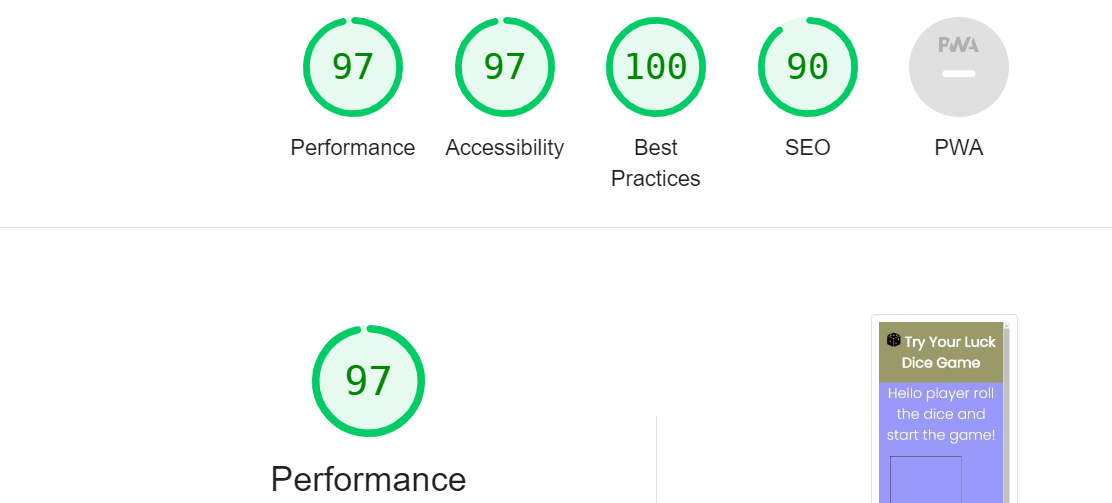 97
97
100
90
PWA
Performance
Accessibility
Best
Practices
SEO
PWA
97
Performance
Try Your Luck
Dice Game
Hello player roll
the dice and
start the game!